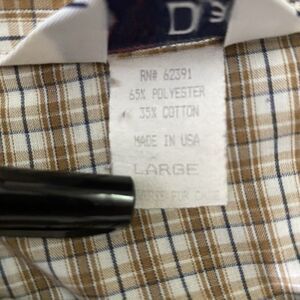 D
RN# 62391
65% POLYESTER
35% COTTON
MADE IN USA
LARGE